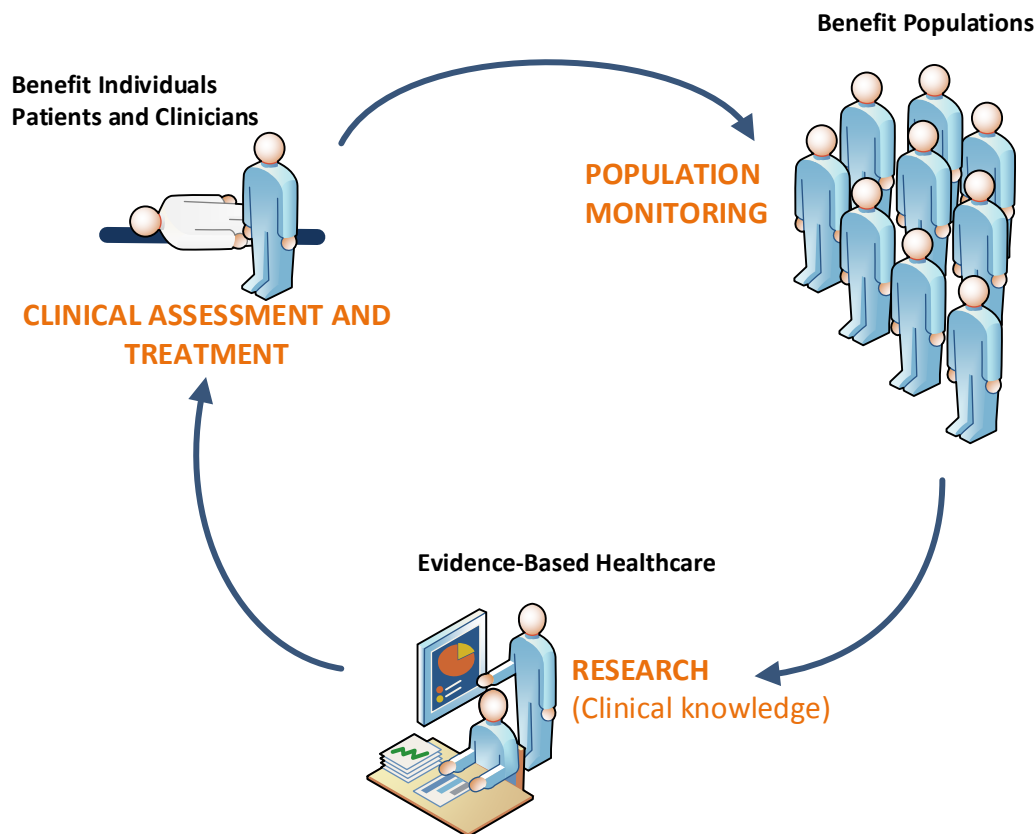 Benefit Populations
Benefit Individuals
Patients and Clinicians
POPULATION
MONITORING
CLINICAL ASSESSMENT AND
TREATMENT
Evidence-Based Healthcare
RESEARCH
(Clinical knowledge)